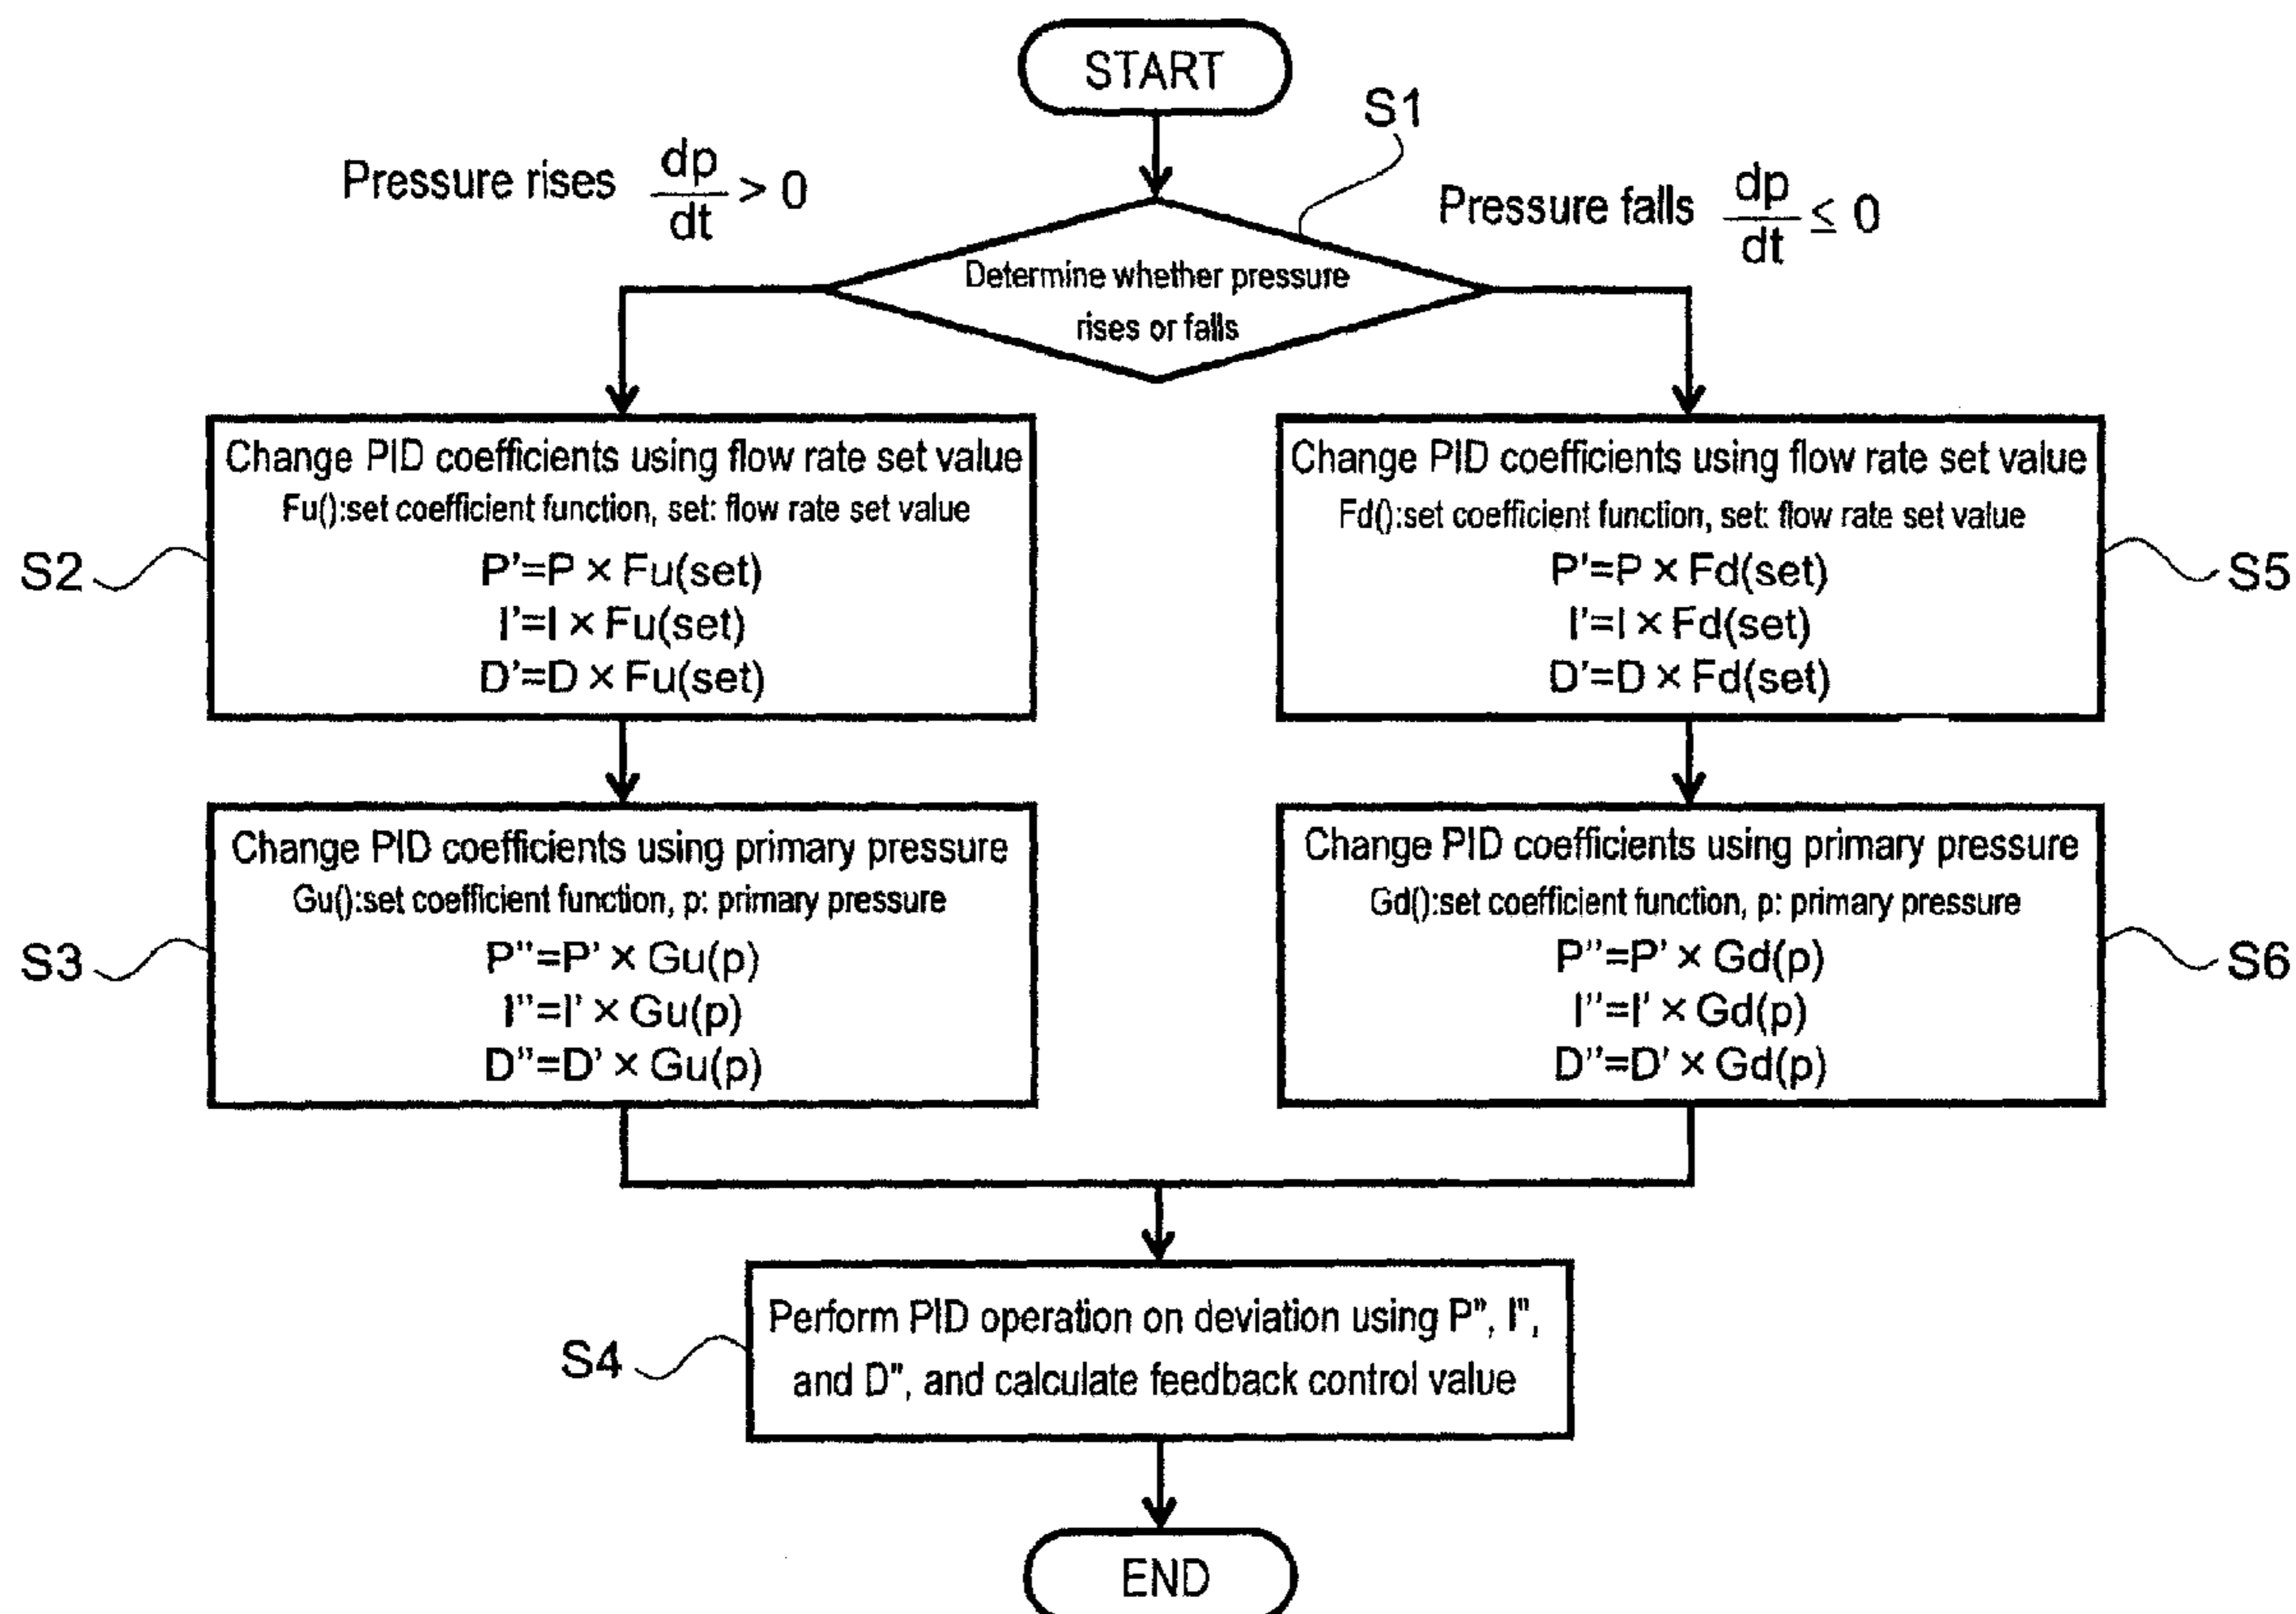 START
S1
Pressure rises dp/dt > 0
Pressure falls dp/dt ≤ 0
Determine whether pressure
rises or falls
S2
Change PID coefficients using flow rate set value
Fu():set coefficient function, set: flow rate set value
P'=P × Fu(set)
I'=I × Fu(set)
D'=D × Fu(set)
Change PID coefficients using flow rate set value
Fd():set coefficient function, set: flow rate set value
P'=P × Fd(set)
I'=I × Fd(set)
D'=D × Fd(set)
S5
S3
Change PID coefficients using primary pressure
Gu():set coefficient function, p: primary pressure
P''=P' × Gu(p)
I''=I' × Gu(p)
D''=D' × Gu(p)
Change PID coefficients using primary pressure
Gd():set coefficient function, p: primary pressure
P''=P' × Gd(p)
I''=I' × Gd(p)
D''=D' × Gd(p)
S6
S4
Perform PID operation on deviation using P", I",
and D", and calculate feedback control value
END